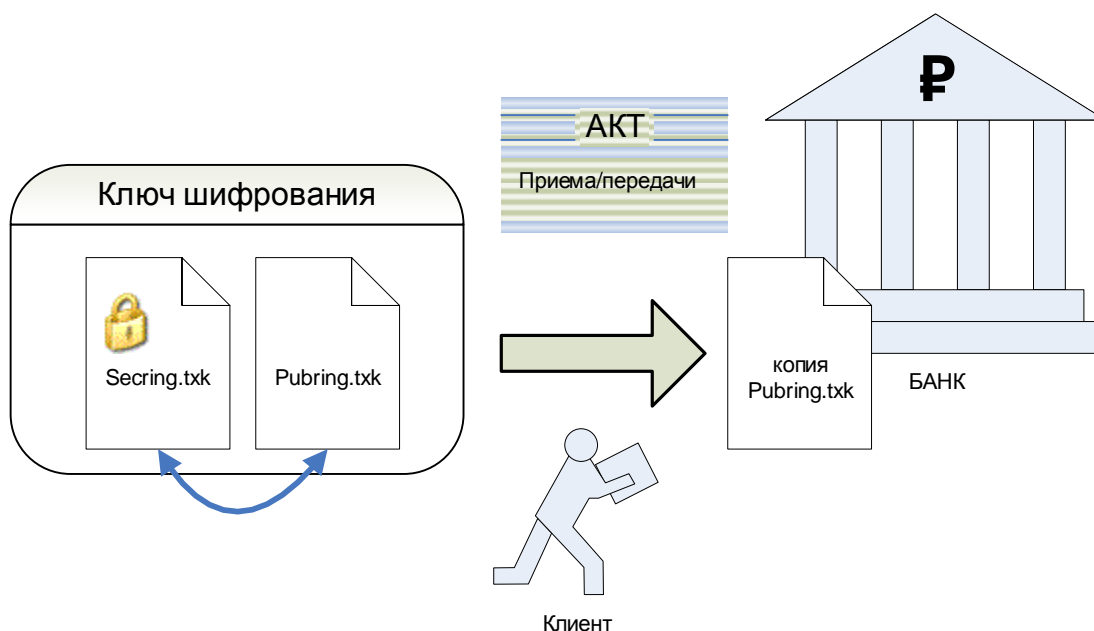 ₽
АКТ
Приема/передачи
Ключ шифрования
Secring.txk
Pubring.txk
копия
Pubring.txk
БАНК
Клиент